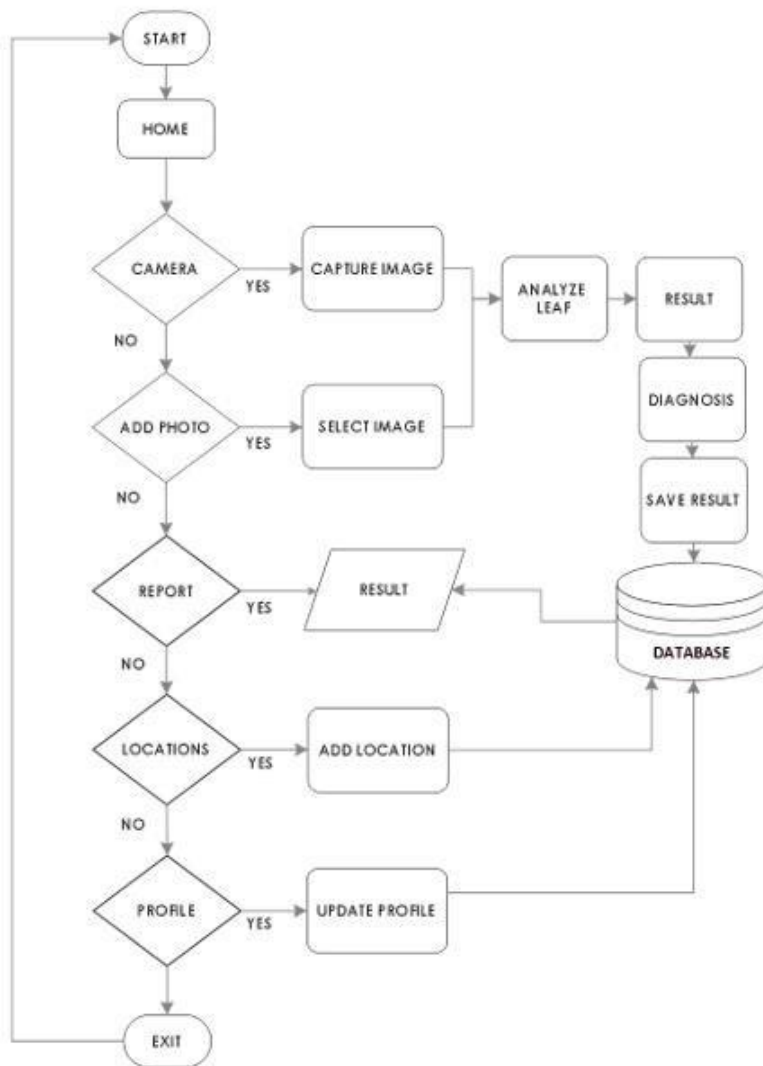 START
HOME
CAMERA
YES
CAPTURE IMAGE
ANALYZE
LEAF
RESULT
NO
DIAGNOSIS
ADD PHOTO
YES
SELECT IMAGE
SAVE RESULT
NO
REPORT
YES
RESULT
DATABASE
NO
LOCATIONS
YES
ADD LOCATION
NO
PROFILE
YES
UPDATE PROFILE
EXIT